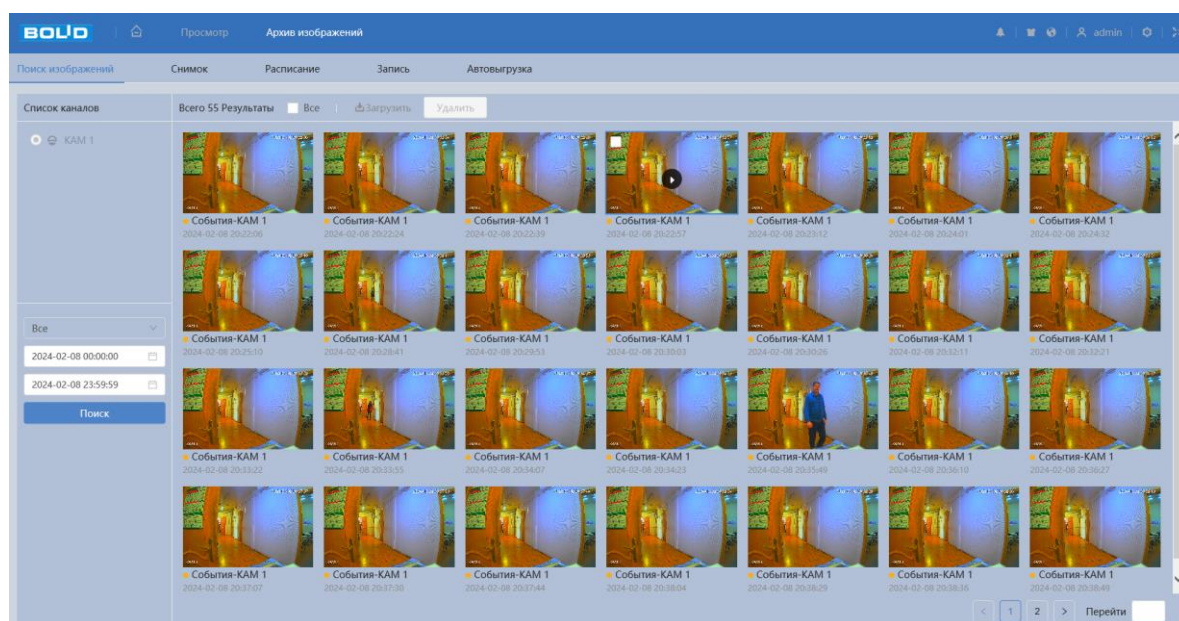 BOLID Просмотр Архив изображений admin
Поиск изображений Снимок Расписание Запись Автовыгрузка
Список каналов Всего 55 Результаты Все Загрузить Удалить
КАМ 1
События-КАМ 1 События-КАМ 1 События-КАМ 1 События-КАМ 1 События-КАМ 1 События-КАМ 1 События-КАМ 1
2024-02-08 20:22:06 2024-02-08 20:22:24 2024-02-08 20:22:39 2024-02-08 20:22:57 2024-02-08 20:23:12 2024-02-08 20:24:01 2024-02-08 20:24:32
Все
События-КАМ 1 События-КАМ 1 События-КАМ 1 События-КАМ 1 События-КАМ 1 События-КАМ 1 События-КАМ 1
2024-02-08 00:00:00
2024-02-08 20:25:10 2024-02-08 20:28:41 2024-02-08 20:29:51 2024-02-08 20:30:03 2024-02-08 20:30:26 2024-02-08 20:32:11 2024-02-08 20:32:21
2024-02-08 23:59:59
Поиск
События-КАМ 1 События-КАМ 1 События-КАМ 1 События-КАМ 1 События-КАМ 1 События-КАМ 1 События-КАМ 1
2024-02-08 20:33:22 2024-02-08 20:33:55 2024-02-08 20:34:07 2024-02-08 20:34:23 2024-02-08 20:35:49 2024-02-08 20:36:10 2024-02-08 20:36:27
События-КАМ 1 События-КАМ 1 События-КАМ 1 События-КАМ 1 События-КАМ 1 События-КАМ 1 События-КАМ 1
2024-02-08 20:37:07 2024-02-08 20:37:30 2024-02-08 20:37:44 2024-02-08 20:38:04 2024-02-08 20:38:29 2024-02-08 20:38:36 2024-02-08 20:38:49
1 2 Перейти